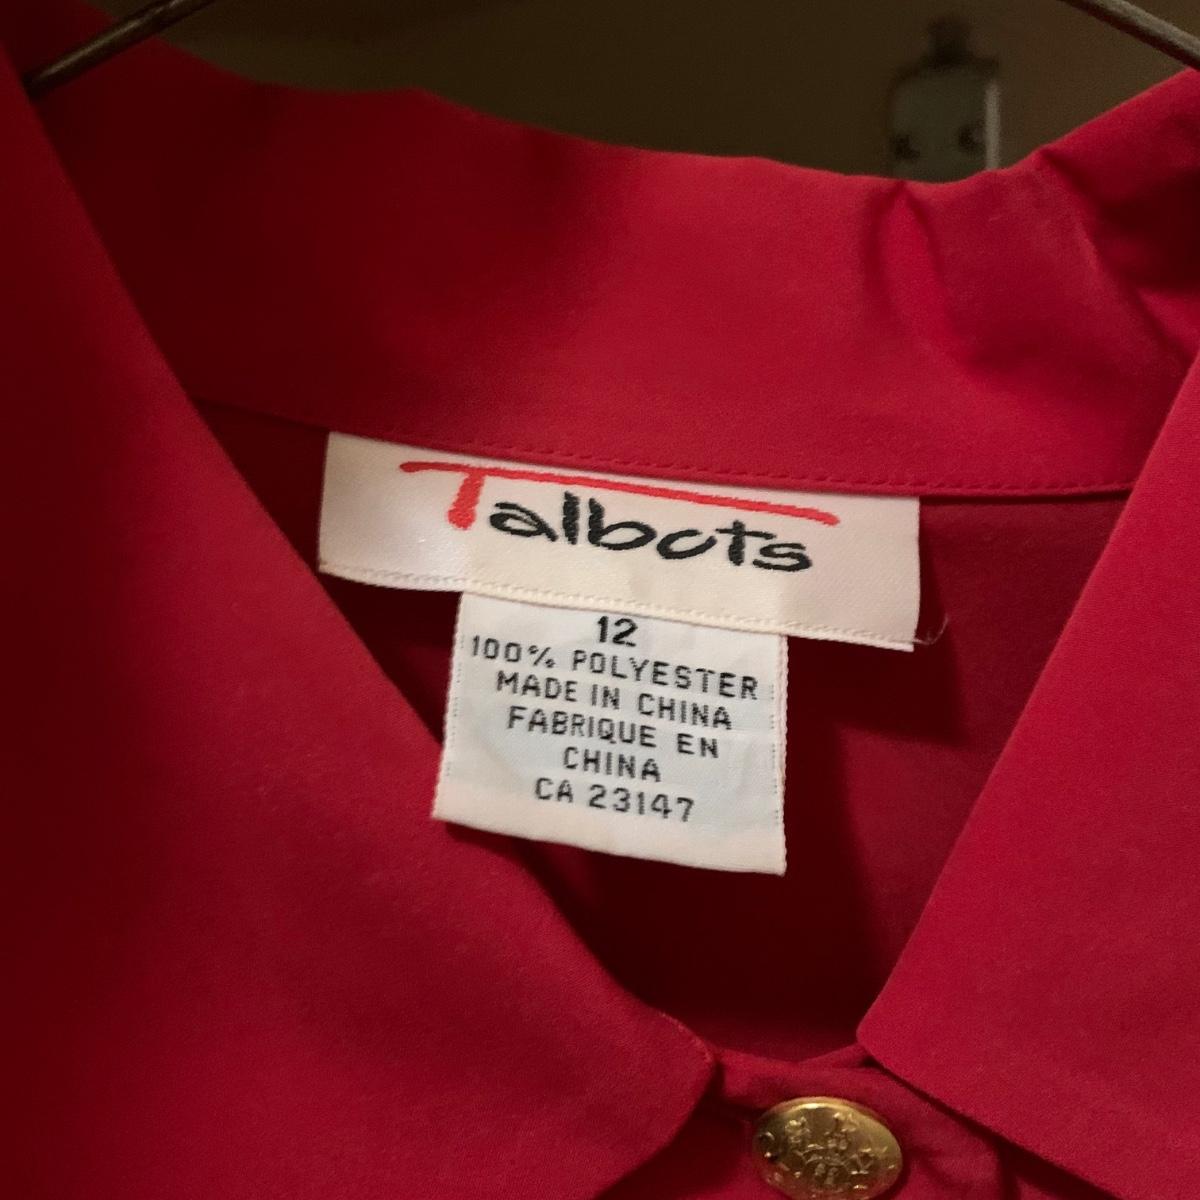 Talbots
12
100% POLYESTER
MADE IN CHINA
FABRIQUE EN
CHINA
CA 23147